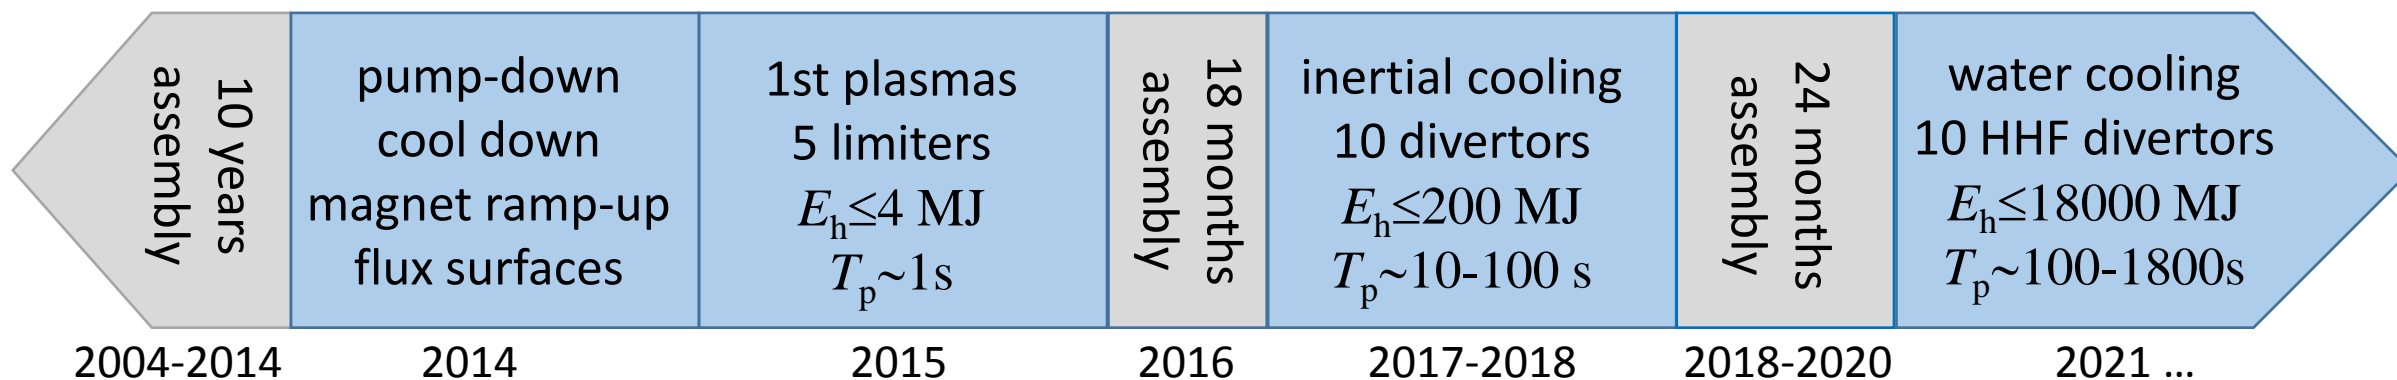 10 years
assembly
pump-down
cool down
magnet ramp-up
flux surfaces
1st plasmas
5 limiters
Eh≤4 MJ
Tp~1s
18 months
assembly
inertial cooling
10 divertors
Eh≤200 MJ
Tp~10-100 s
24 months
assembly
water cooling
10 HHF divertors
Eh≤18000 MJ
Tp~100-1800s
2004-2014
2014
2015
2016
2017-2018
2018-2020
2021 ...